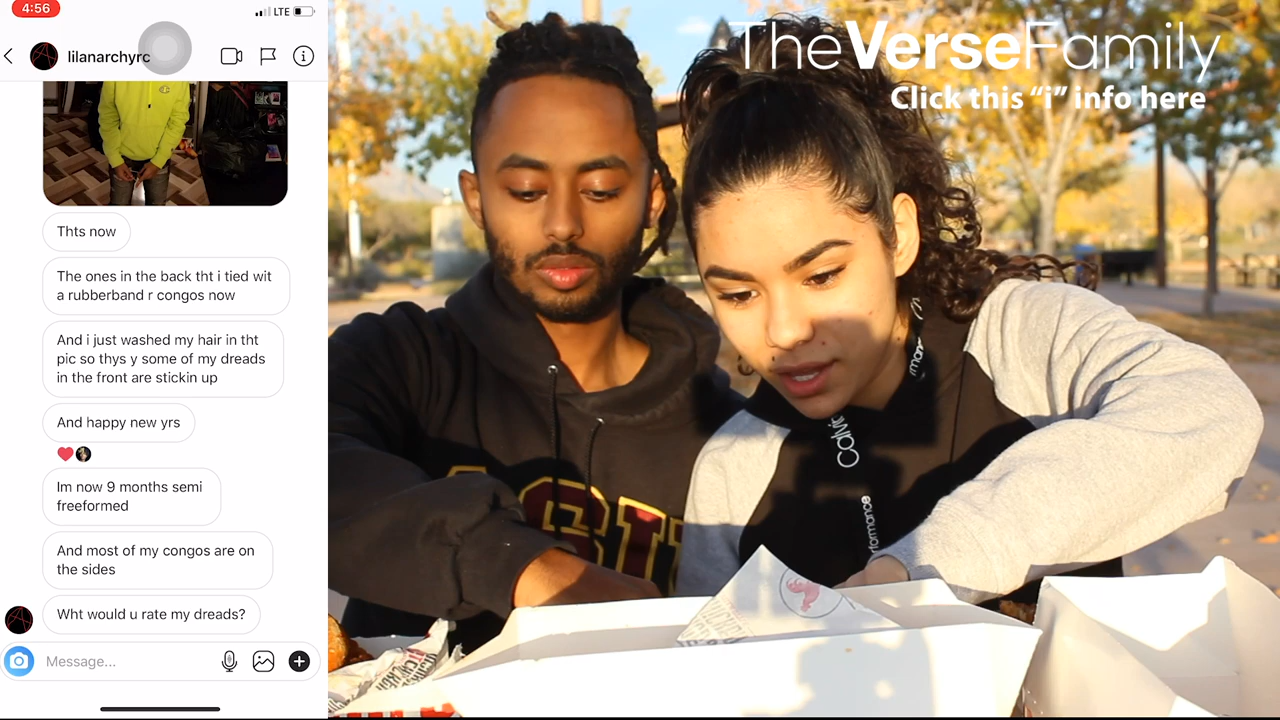 4:56
LTE
lilanarchyrc
Thts now
The ones in the back tht i tied wit
a rubberband r congos now
And i just washed my hair in tht
pic so thys y some of my dreads
in the front are stickin up
And happy new yrs
Im now 9 months semi
freeformed
And most of my congos are on
the sides
Wht would u rate my dreads?
Message...
TheVerseFamily
Click this “i” info here
Calvin
performance